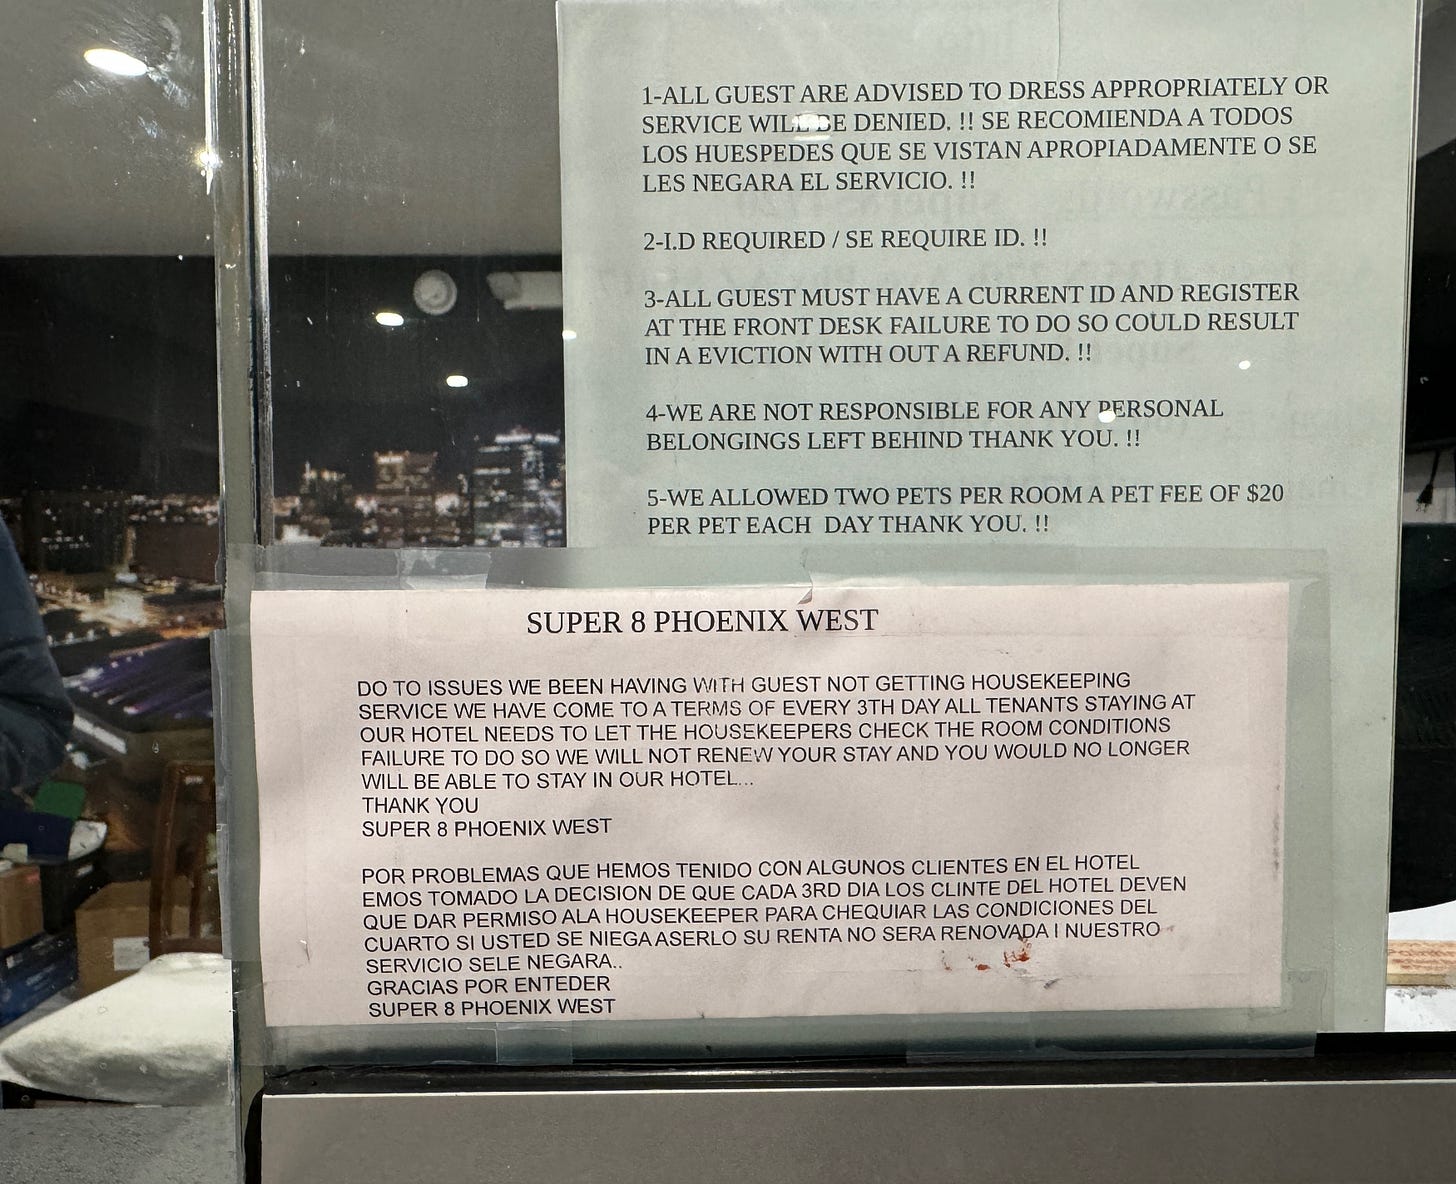 1-ALL GUEST ARE ADVISED TO DRESS APPROPRIATELY OR
SERVICE WILL BE DENIED. !! SE RECOMIENDA A TODOS
LOS HUESPEDES QUE SE VISTAN APROPIADAMENTE O SE
LES NEGARA EL SERVICIO. !!
2-I.D REQUIRED / SE REQUIRE ID. !!
3-ALL GUEST MUST HAVE A CURRENT ID AND REGISTER
AT THE FRONT DESK FAILURE TO DO SO COULD RESULT
IN A EVICTION WITH OUT A REFUND. !!
4-WE ARE NOT RESPONSIBLE FOR ANY PERSONAL
BELONGINGS LEFT BEHIND THANK YOU. !!
5-WE ALLOWED TWO PETS PER ROOM A PET FEE OF $20
PER PET EACH DAY THANK YOU. !!
SUPER 8 PHOENIX WEST
DO TO ISSUES WE BEEN HAVING WITH GUEST NOT GETTING HOUSEKEEPING
SERVICE WE HAVE COME TO A TERMS OF EVERY 3TH DAY ALL TENANTS STAYING AT
OUR HOTEL NEEDS TO LET THE HOUSEKEEPERS CHECK THE ROOM CONDITIONS
FAILURE TO DO SO WE WILL NOT RENEW YOUR STAY AND YOU WOULD NO LONGER
WILL BE ABLE TO STAY IN OUR HOTEL...
THANK YOU
SUPER 8 PHOENIX WEST
POR PROBLEMAS QUE HEMOS TENIDO CON ALGUNOS CLIENTES EN EL HOTEL
EMOS TOMADO LA DECISION DE QUE CADA 3RD DIA LOS CLINTE DEL HOTEL DEVEN
QUE DAR PERMISO ALA HOUSEKEEPER PARA CHEQUIAR LAS CONDICIONES DEL
CUARTO SI USTED SE NIEGA ASERLO SU RENTA NO SERA RENOVADA I NUESTRO
SERVICIO SELE NEGARA..
GRACIAS POR ENTEDER
SUPER 8 PHOENIX WEST